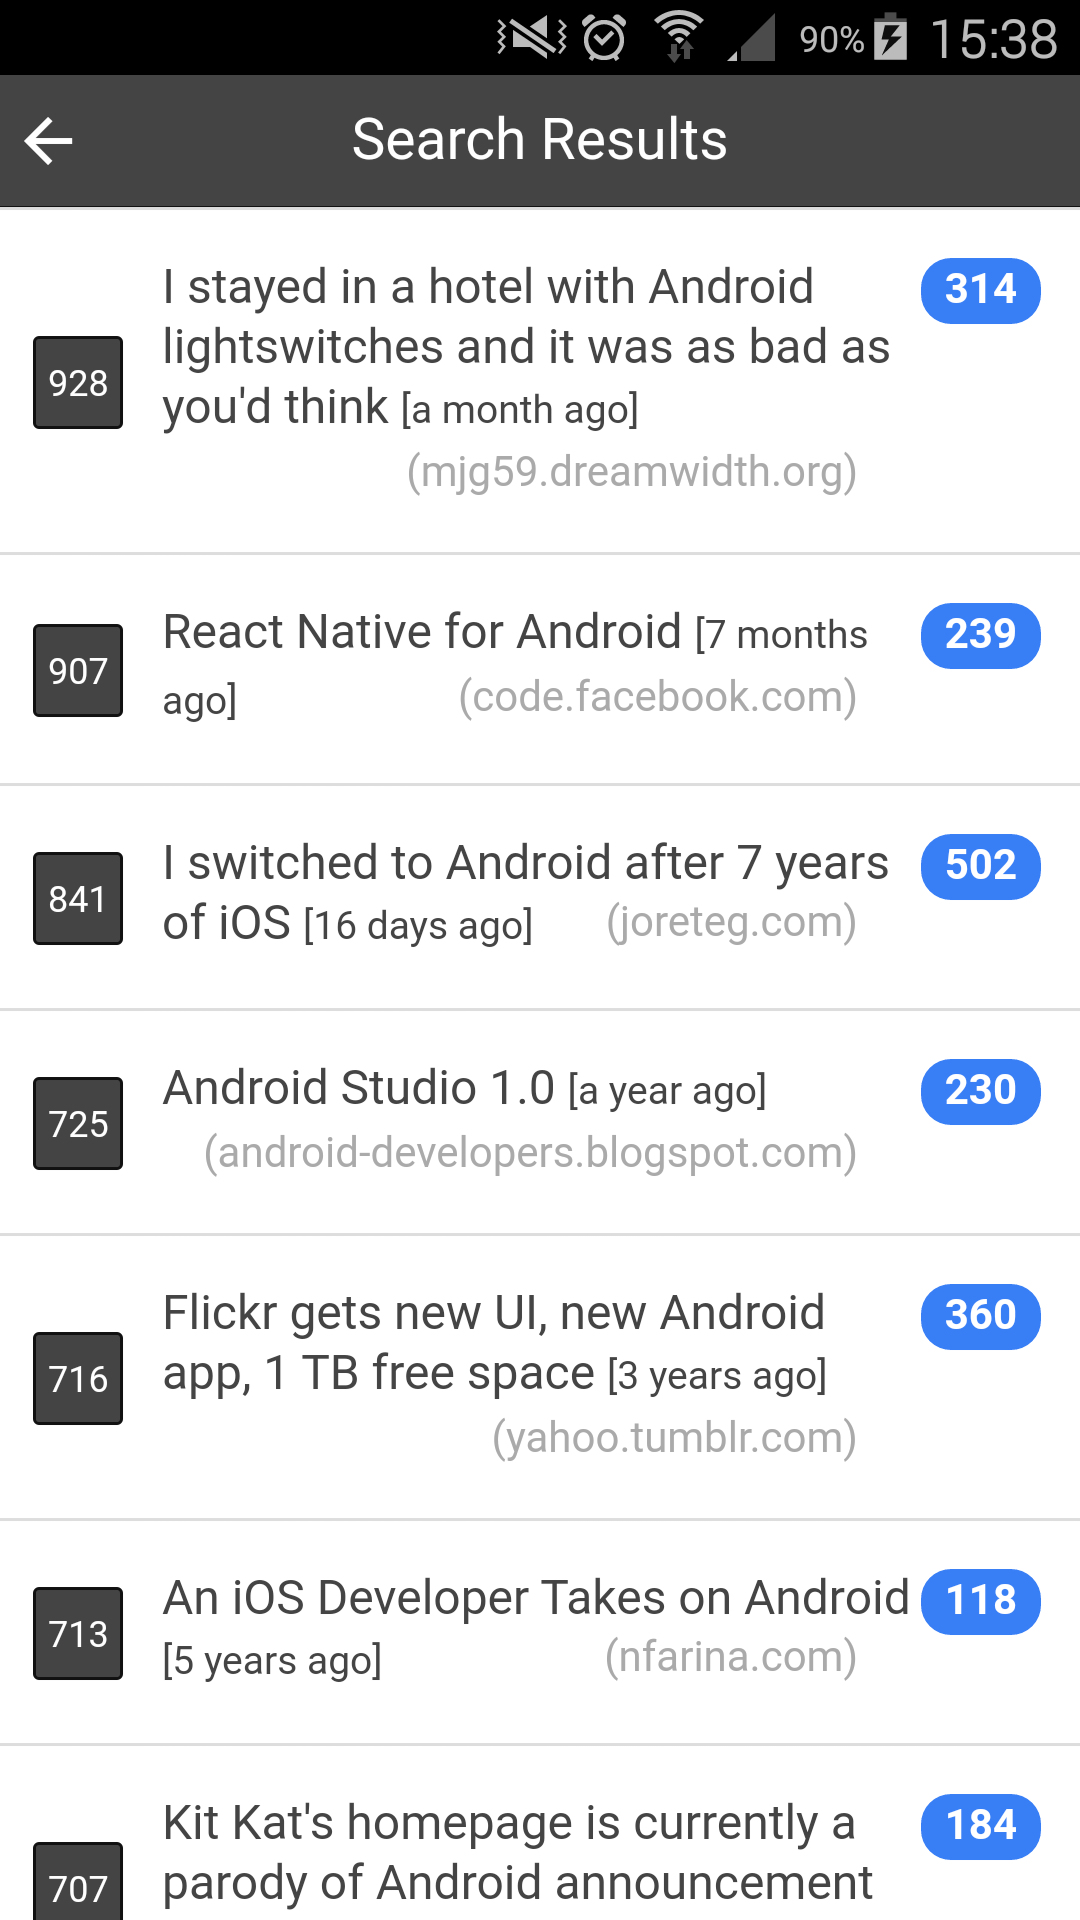 90% 15:38
Search Results
I stayed in a hotel with Android 314
lightswitches and it was as bad as
928
you'd think [a month ago]
(mjg59.dreamwidth.org)
React Native for Android [7 months 239
907
ago] (code.facebook.com)
I switched to Android after 7 years 502
841
of iOS [16 days ago] (joreteg.com)
Android Studio 1.0 [a year ago] 230
725
(android-developers.blogspot.com)
Flickr gets new UI, new Android 360
716
app, 1 TB free space [3 years ago]
(yahoo.tumblr.com)
An iOS Developer Takes on Android 118
713
[5 years ago] (nfarina.com)
Kit Kat's homepage is currently a 184
707
parody of Android announcement